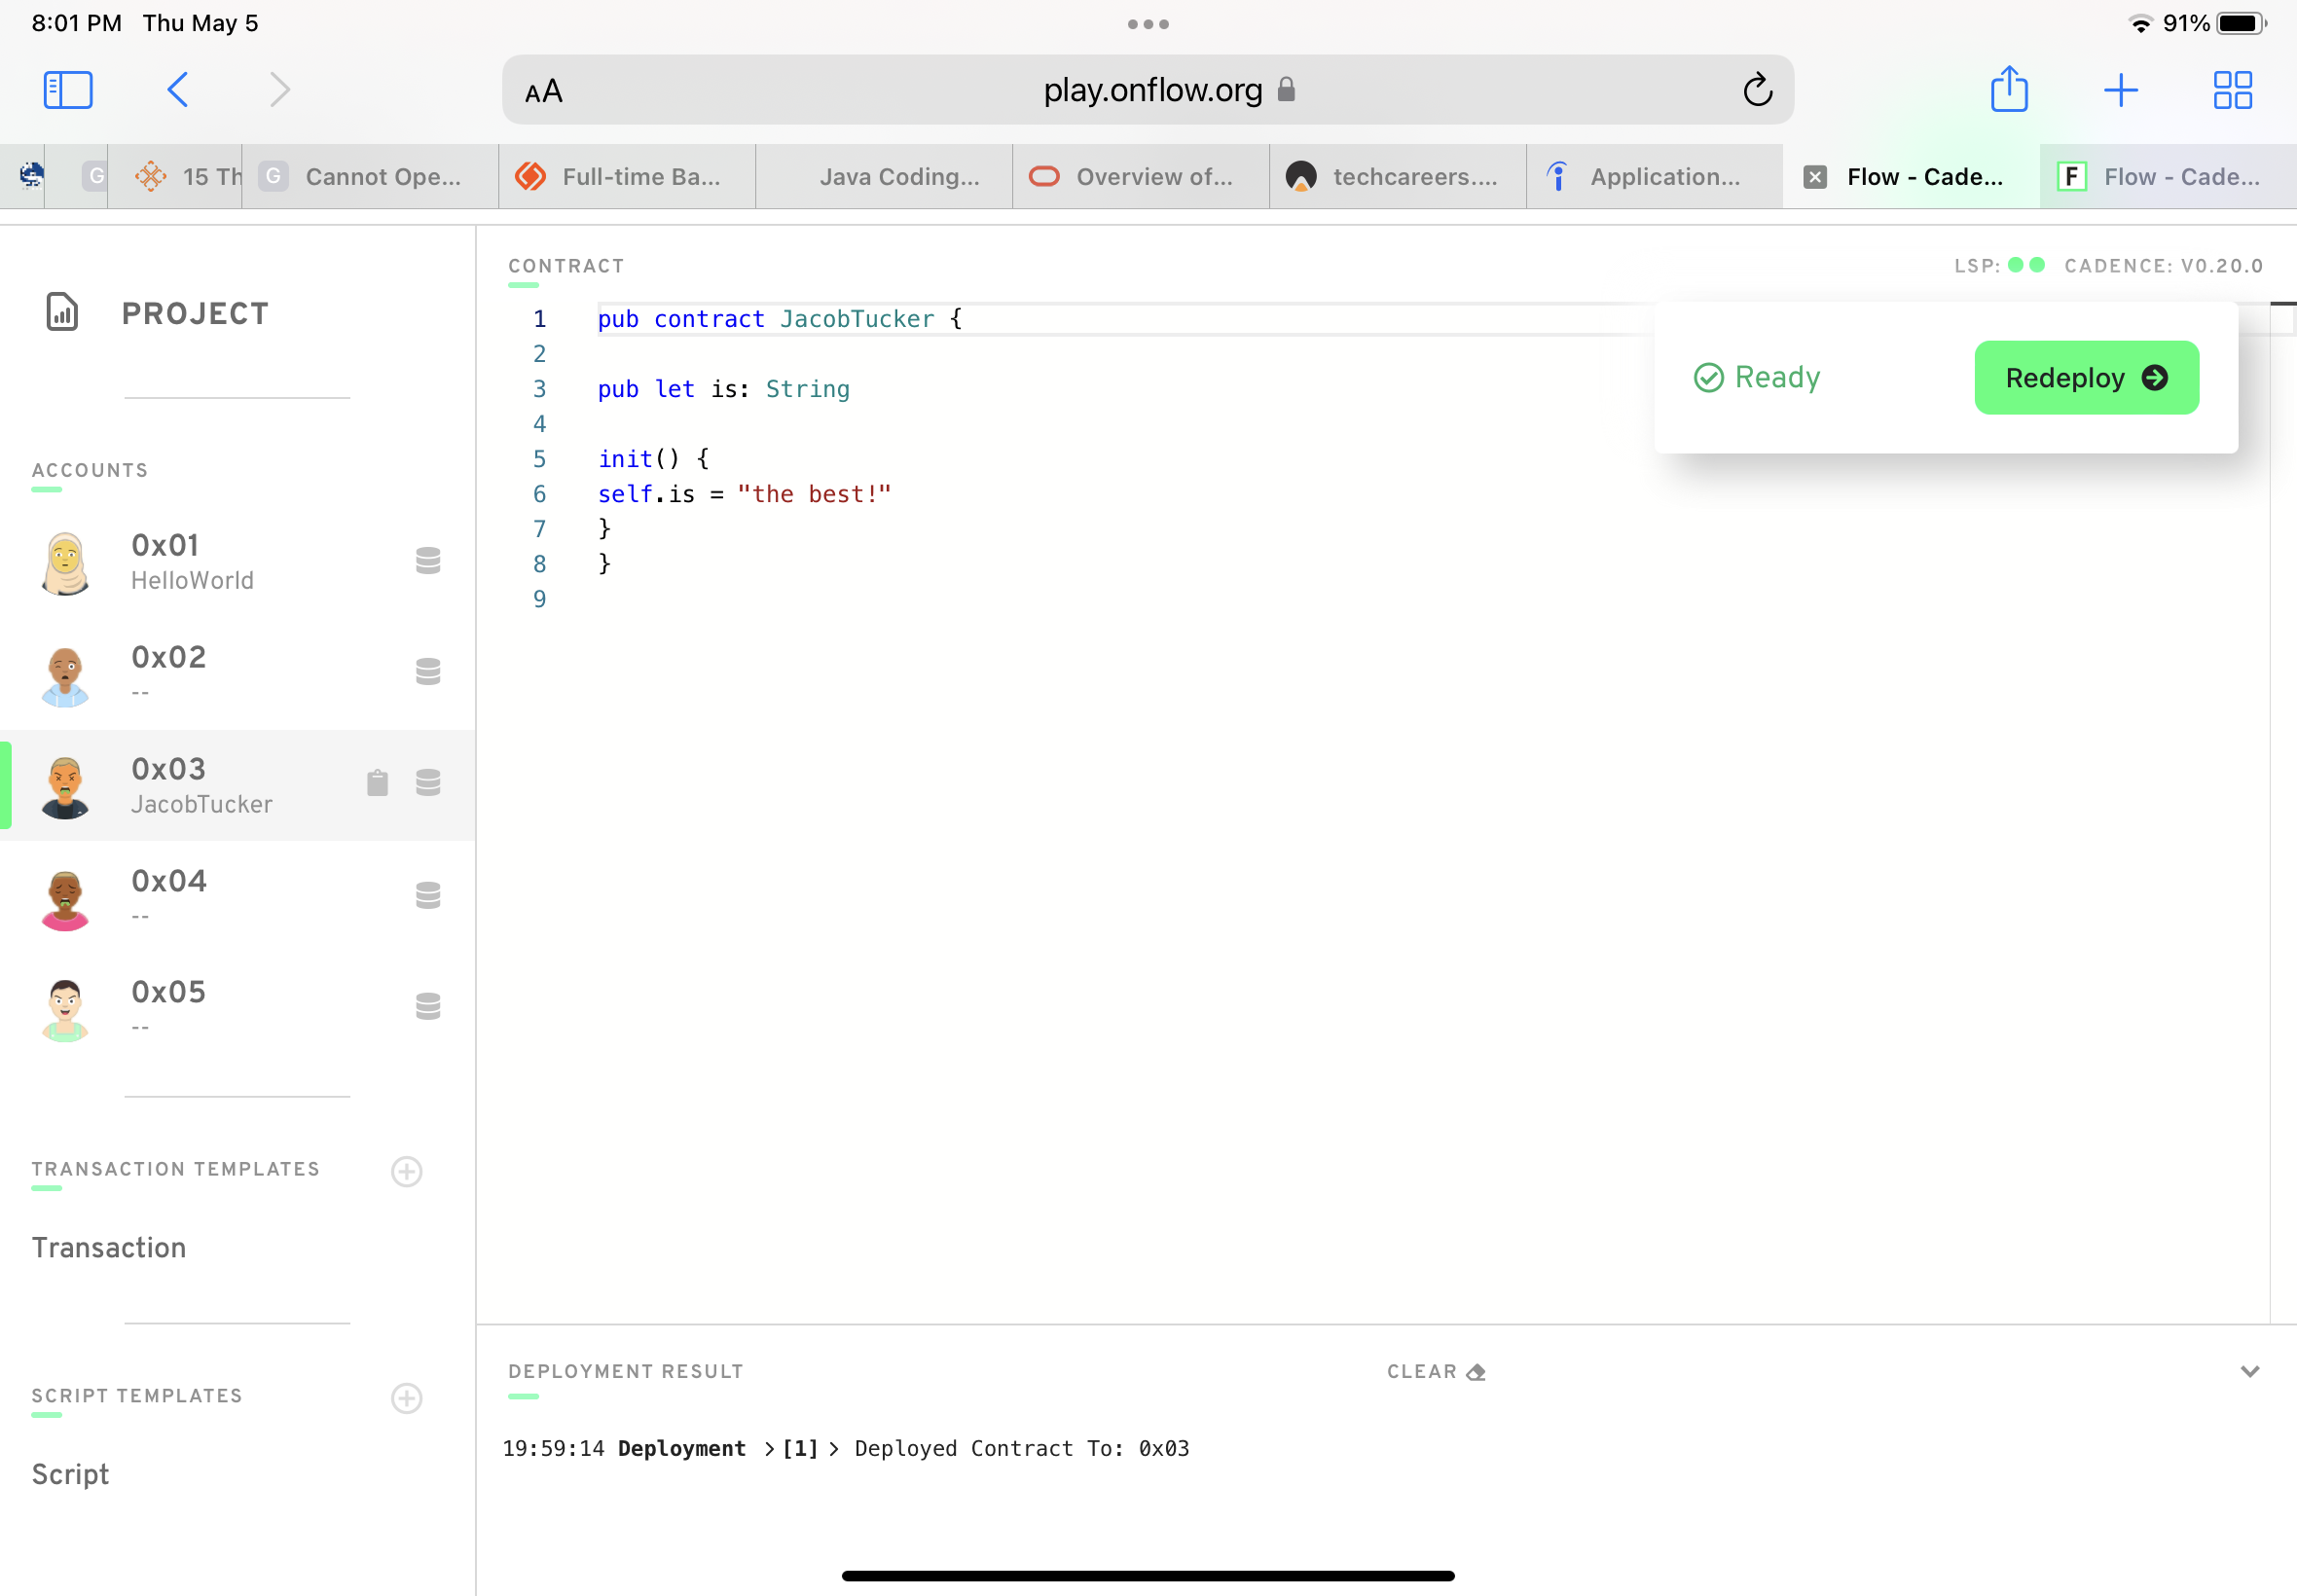 8:01 PM Thu May 5
91%
AA play.onflow.org
G
15 Th
G Cannot Ope...
Full-time Ba...
Java Coding...
Overview of...
techcareers....
Application...
Flow - Cade...
F Flow - Cade...
PROJECT
ACCOUNTS
0x01
HelloWorld
0x02
--
0x03
JacobTucker
0x04
--
0x05
--
TRANSACTION TEMPLATES
Transaction
SCRIPT TEMPLATES
Script
CONTRACT
LSP: CADENCE: V0.20.0
1 pub contract JacobTucker {
2
3 pub let is: String
4
5 init() {
6 self.is = "the best!"
7 }
8 }
9
Ready
Redeploy
DEPLOYMENT RESULT
CLEAR
19:59:14 Deployment >[1]> Deployed Contract To: 0x03